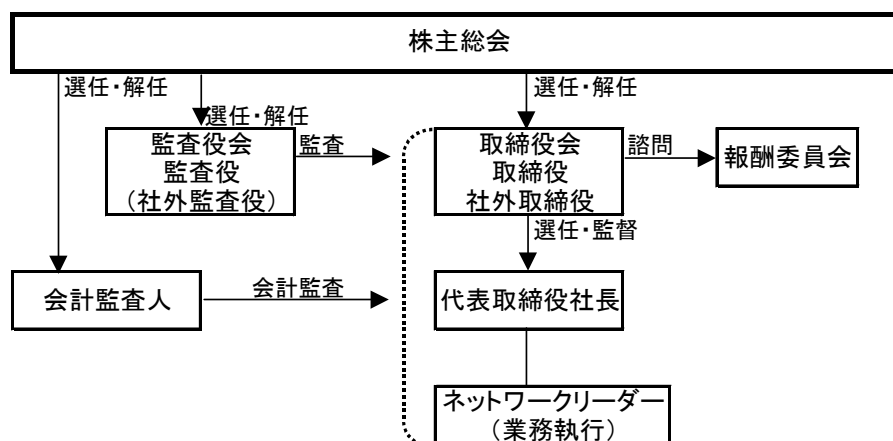 株主総会
選任・解任
選任・解任
選任・解任
監査役会
監査役
(社外監査役)
監査
取締役会
取締役
社外取締役
諮問
報酬委員会
選任・監督
会計監査人
会計監査
代表取締役社長
ネットワークリーダー
(業務執行)